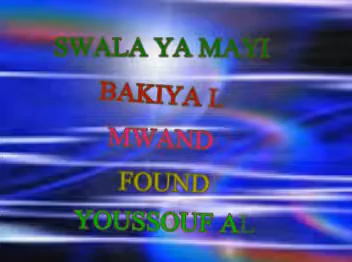 SWALA YA MAYI
BAKIYA L
MWAND
FOUND
YOUSSOUF AL